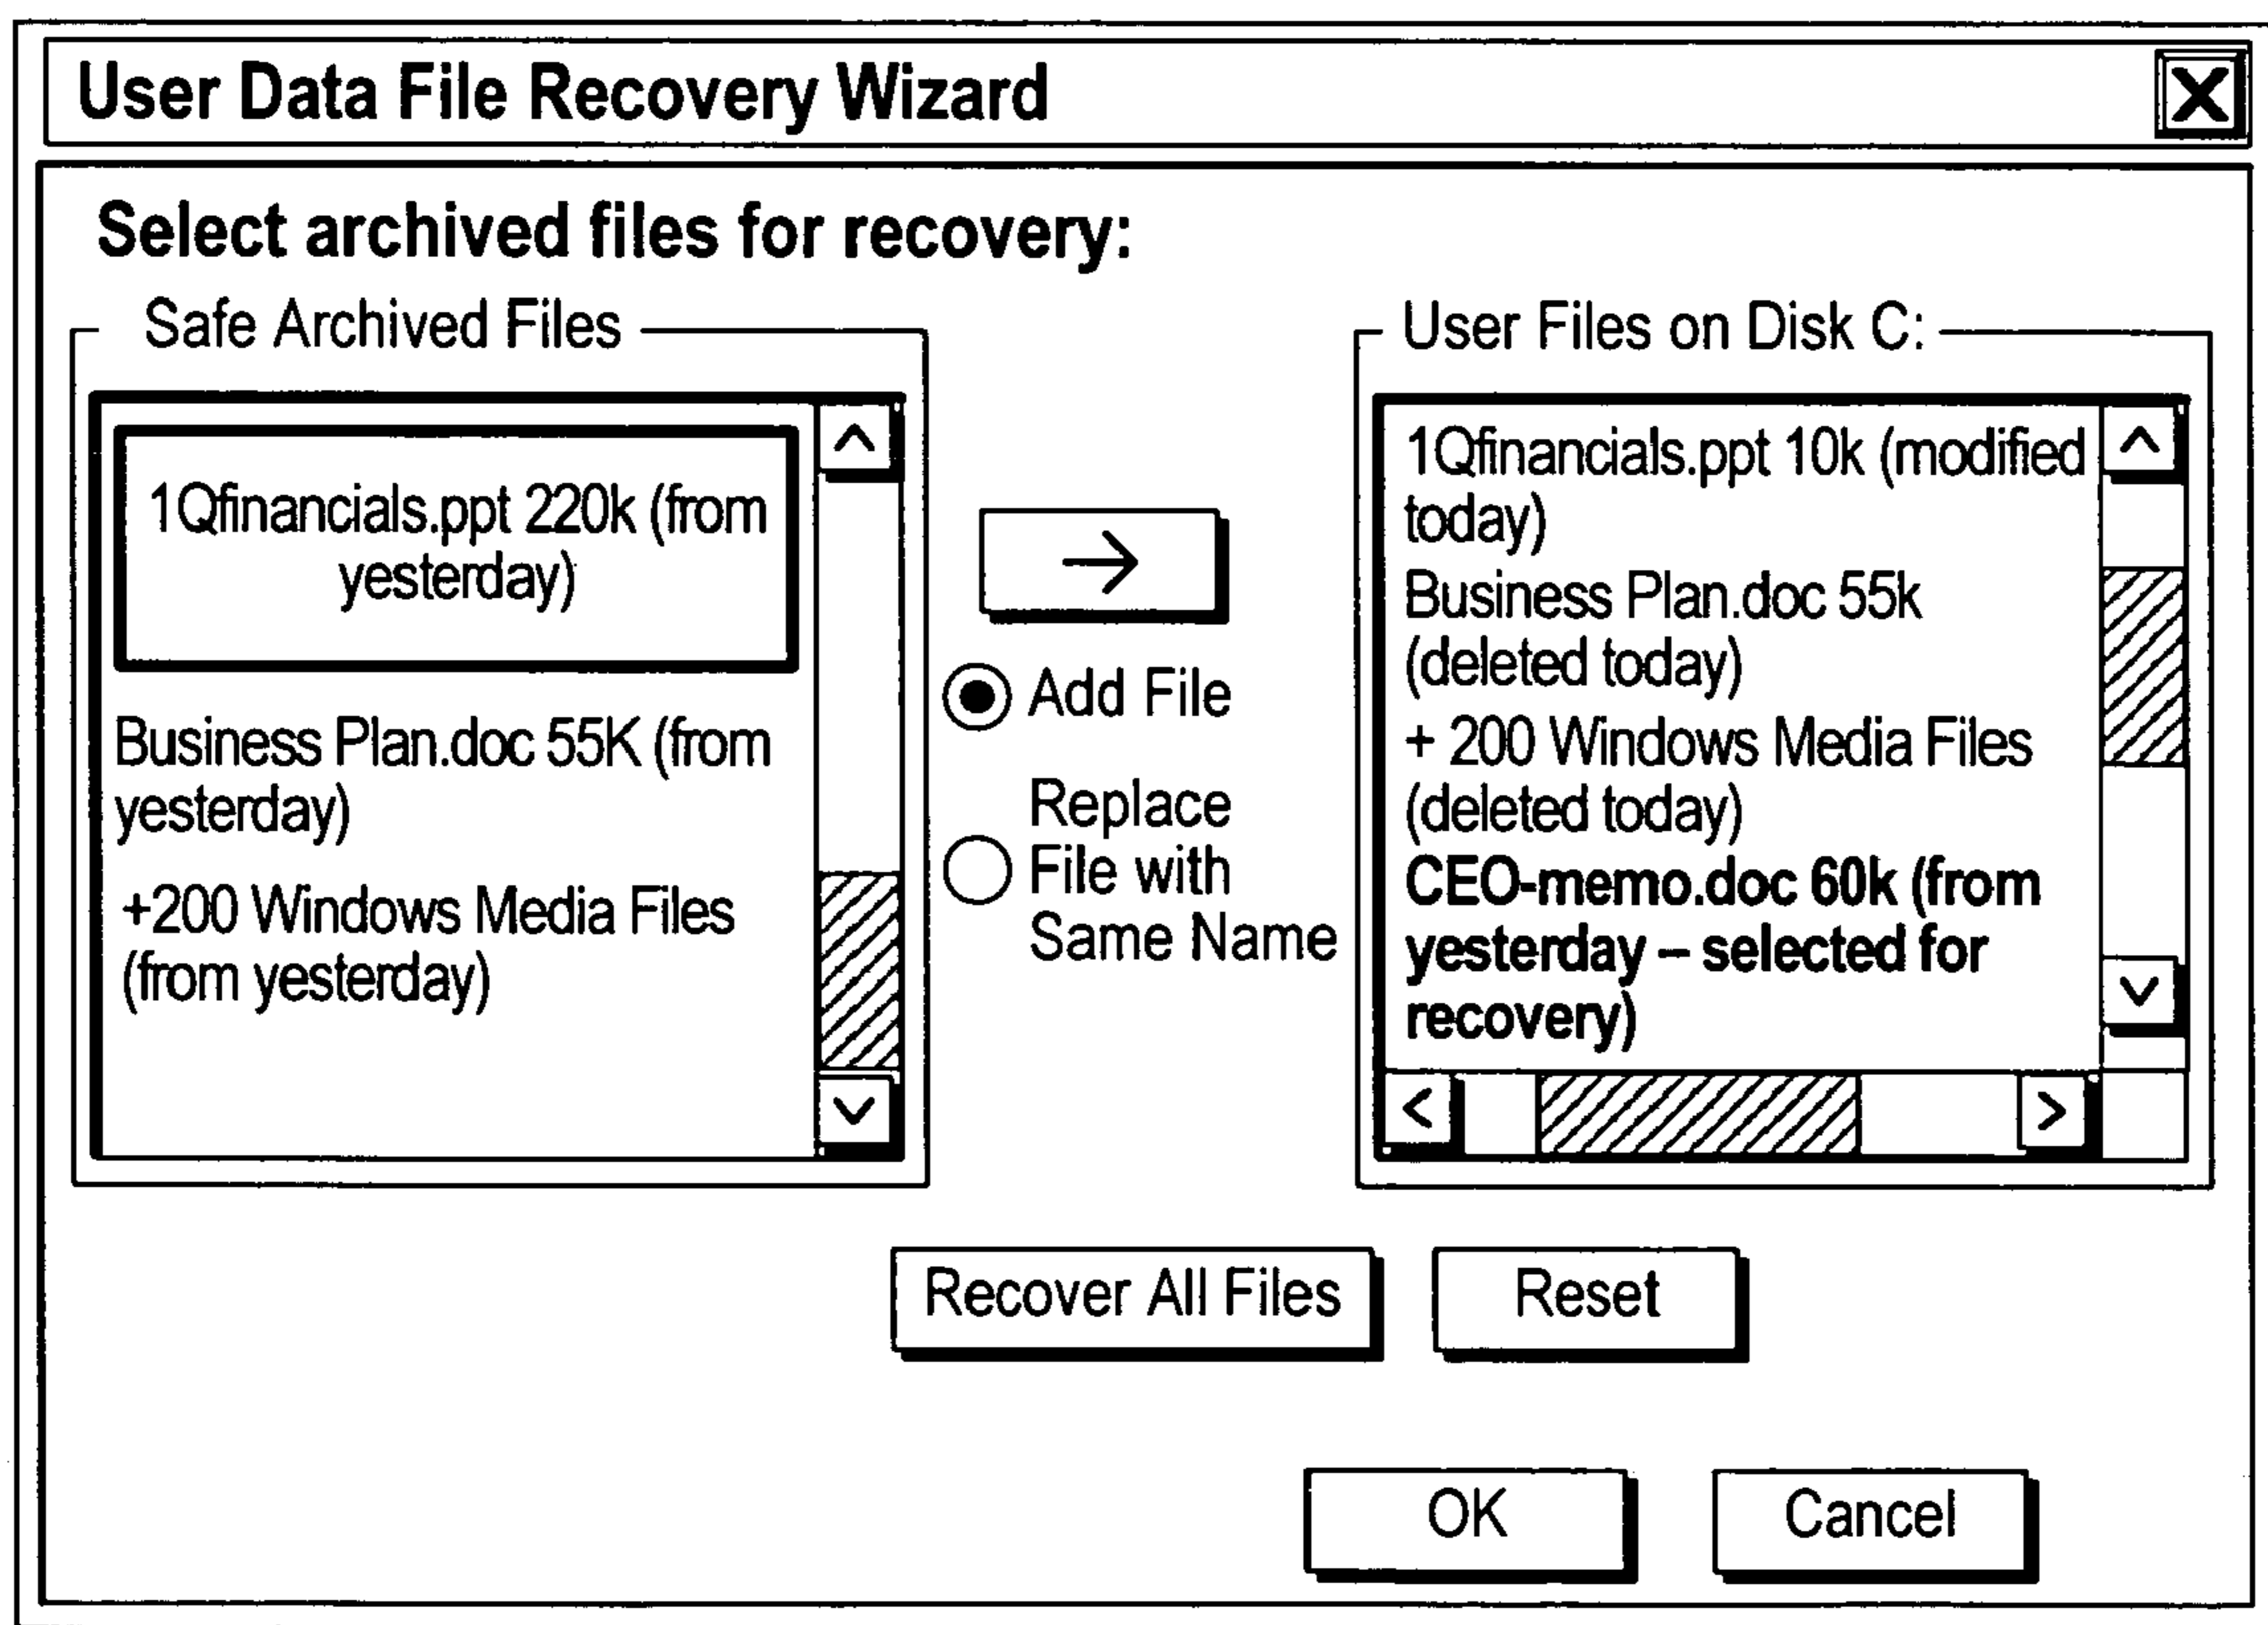 User Data File Recovery Wizard
X
Select archived files for recovery:
Safe Archived Files
1Qfinancials.ppt 220k (from
yesterday)
Business Plan.doc 55K (from
yesterday)
+200 Windows Media Files
(from yesterday)
→
Add File
Replace
File with
Same Name
User Files on Disk C:
1Qfinancials.ppt 10k (modified
today)
Business Plan.doc 55k
(deleted today)
+ 200 Windows Media Files
(deleted today)
CEO-memo.doc 60k (from
yesterday – selected for
recovery)
Recover All Files
Reset
OK
Cancel